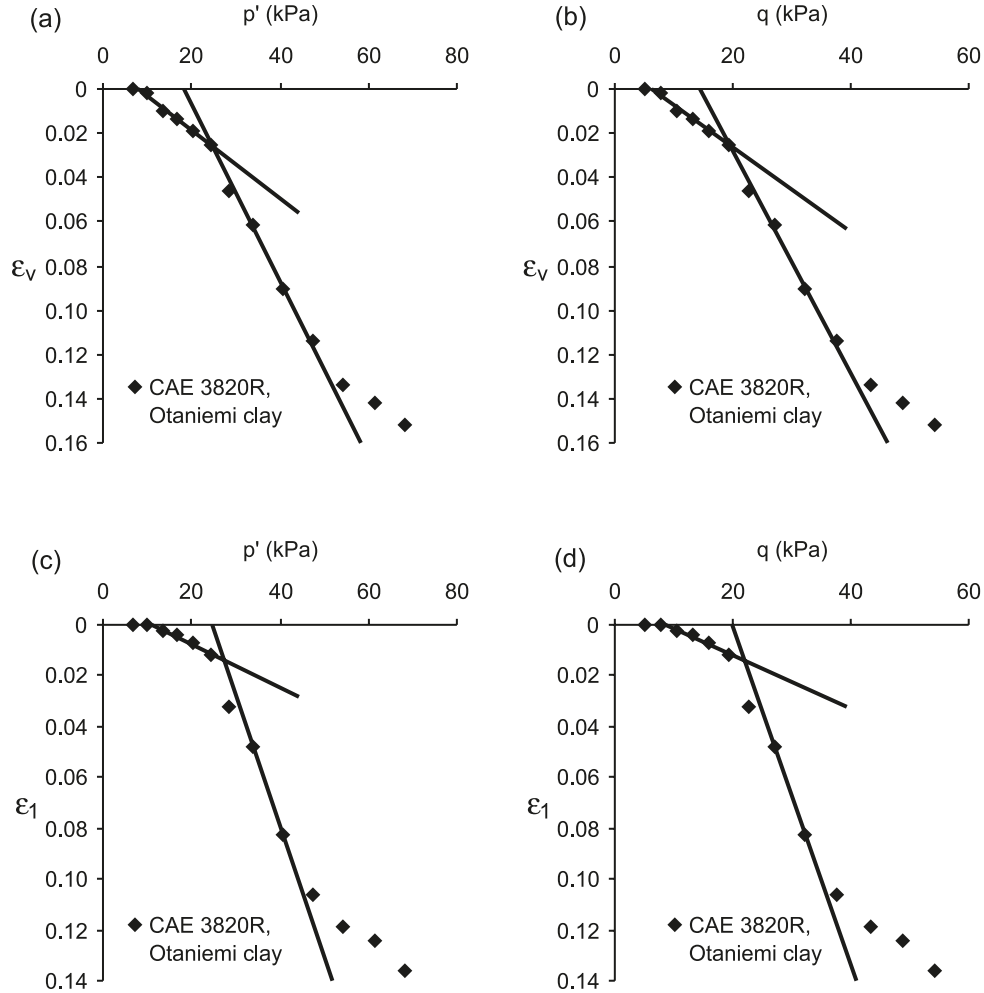 (a)
p' (kPa)
0 20 40 60 80
0
0.02
0.04
0.06
0.08
0.10
0.12
0.14
0.16
εv
CAE 3820R,
Otaniemi clay
(b)
q (kPa)
0 20 40 60
0
0.02
0.04
0.06
0.08
0.10
0.12
0.14
0.16
εv
CAE 3820R,
Otaniemi clay
(c)
p' (kPa)
0 20 40 60 80
0
0.02
0.04
0.06
0.08
0.10
0.12
0.14
ε1
CAE 3820R,
Otaniemi clay
(d)
q (kPa)
0 20 40 60
0
0.02
0.04
0.06
0.08
0.10
0.12
0.14
ε1
CAE 3820R,
Otaniemi clay